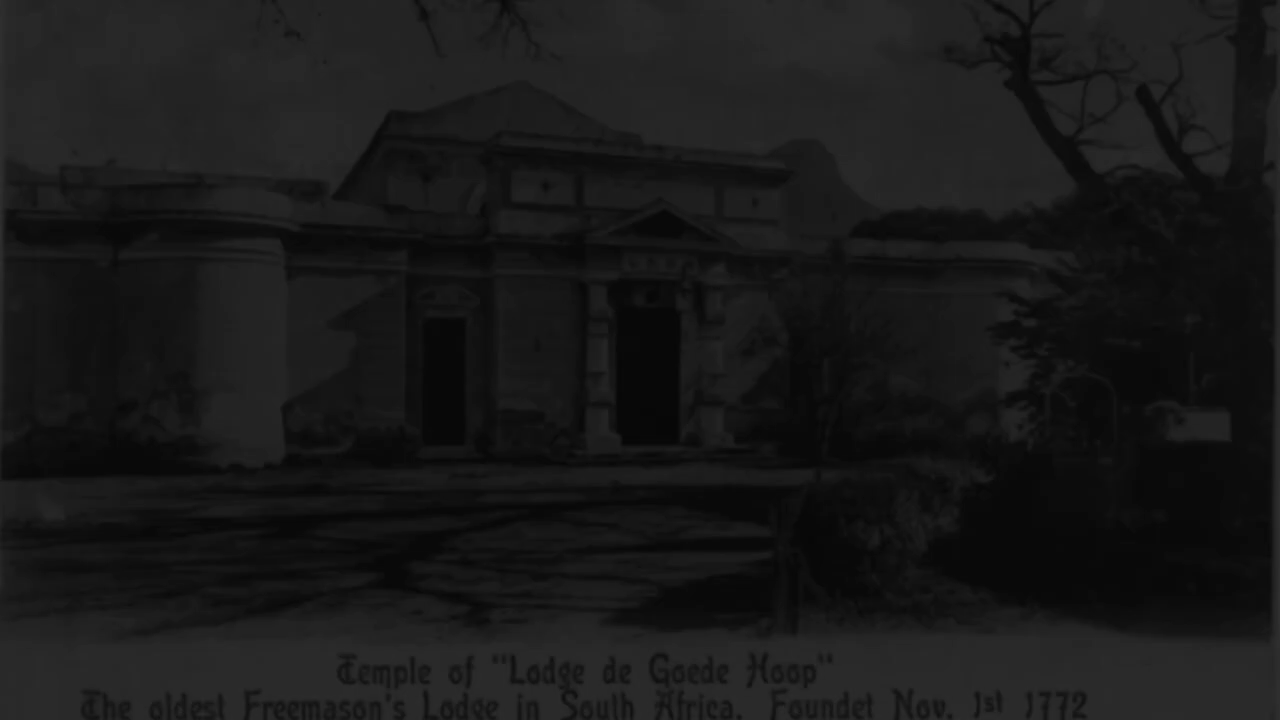 Temple of "Lodge de Goede Hoop"
The oldest Freemason's Lodge in South Africa. Foundet Nov. 1st 1772